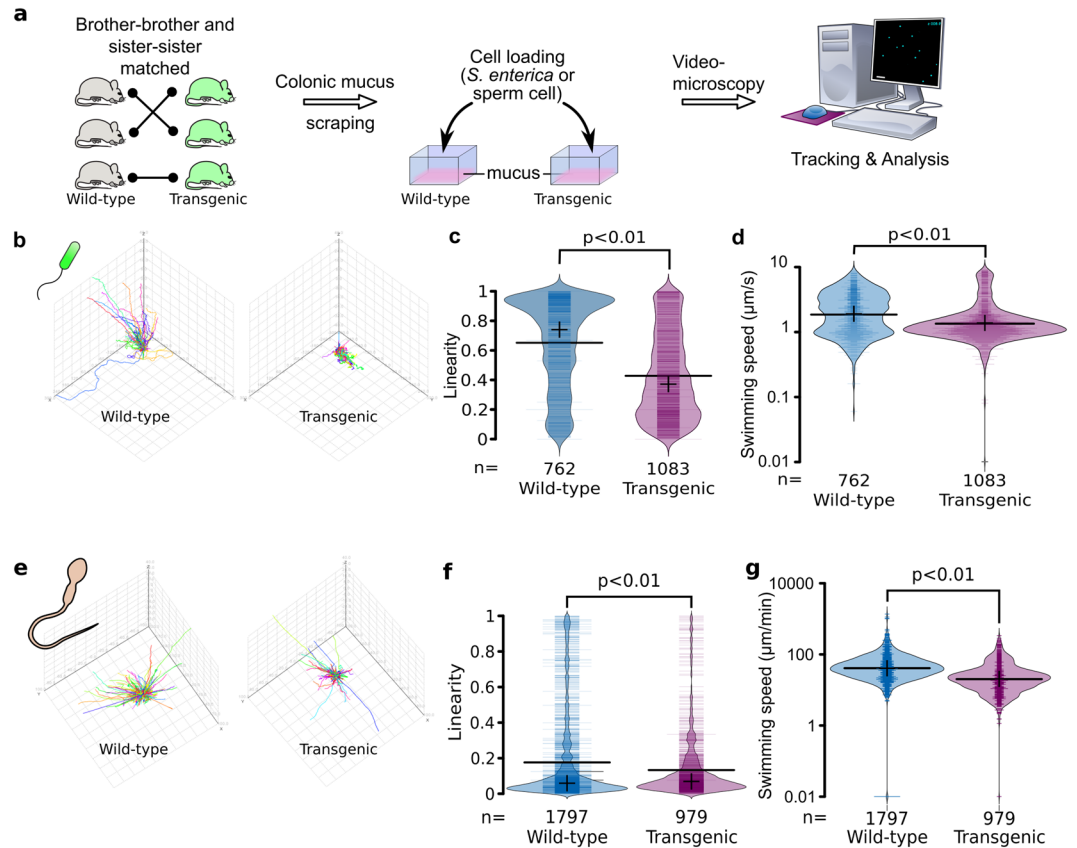 a
Brother-brother and
sister-sister
matched
Wild-type
Transgenic
Colonic mucus
scraping
Cell loading
(S. enterica or
sperm cell)
mucus
Wild-type
Transgenic
Video-
microscopy
Tracking & Analysis
b
Wild-type
Transgenic
c
p<0.01
Linearity
1
0.8
0.6
0.4
0.2
0
n=
762
1083
Wild-type
Transgenic
d
p<0.01
Swimming speed (μm/s)
10
1
0.1
0.01
n=
762
1083
Wild-type
Transgenic
e
Wild-type
Transgenic
f
p<0.01
Linearity
1
0.8
0.6
0.4
0.2
0
n=
1797
979
Wild-type
Transgenic
g
p<0.01
Swimming speed (μm/min)
10000
100
1
0.01
n=
1797
979
Wild-type
Transgenic